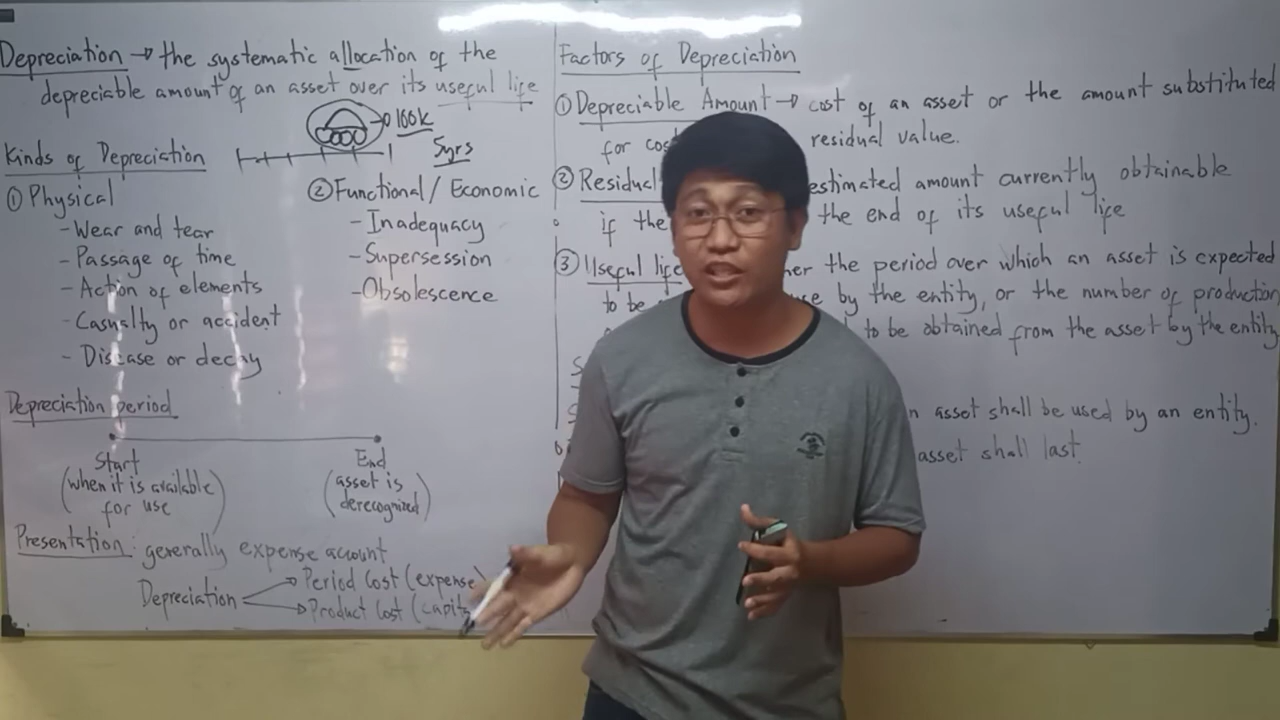 Depreciation → the systematic allocation of the
depreciable amount of an asset over its useful life
100k
5yrs
Kinds of Depreciation
① Physical
- Wear and tear
- Passage of time
- Action of elements
- Casualty or accident
- Disease or decay
② Functional / Economic
- Inadequacy
- Supersession
- Obsolescence
Depreciation period
Start
(when it is available
for use)
End
(asset is
derecognized)
Presentation: generally expense account
Depreciation
Period Cost (expense)
Product Cost
Factors of Depreciation
① Depreciable Amount → cost of an asset or the amount substituted
for residual value.
② Residual estimated amount currently obtainable
if the the end of its useful life
③ Useful life the period over which an asset is expected
to be by the entity, or the number of production
to be obtained from the asset by the entity
asset shall be used by an entity.
asset shall last.